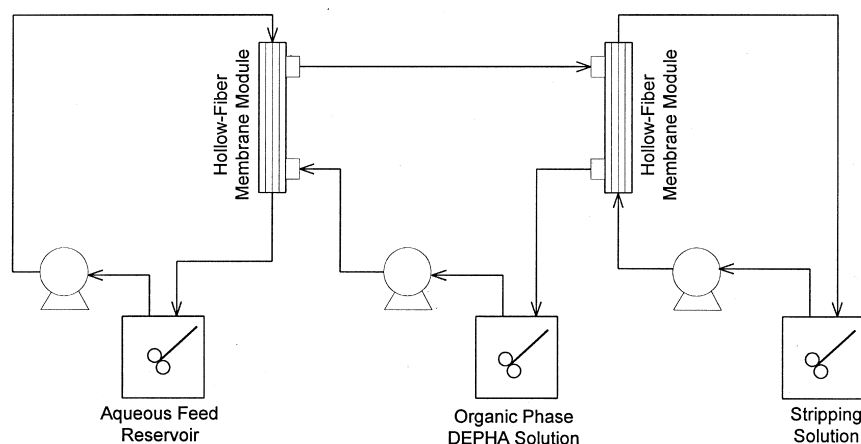 Hollow-Fiber
Membrane Module
Hollow-Fiber
Membrane Module
Aqueous Feed
Reservoir
Organic Phase
DEPHA Solution
Stripping
Solution